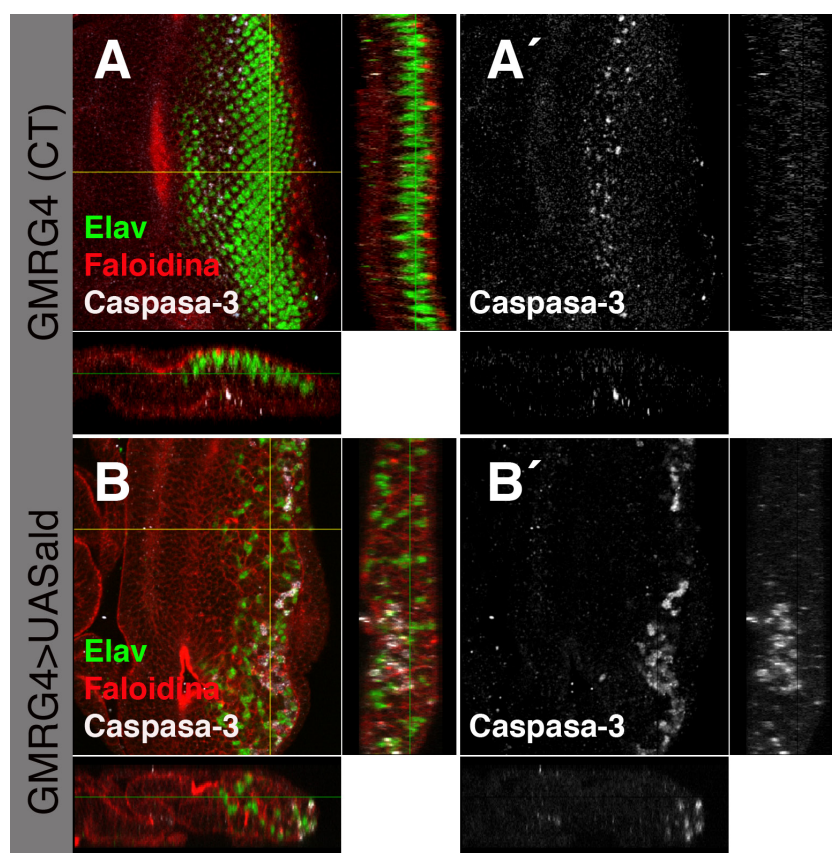 GMRG4 (CT)
A
Elav
Faloidina
Caspasa-3
A´
Caspasa-3
GMRG4>UASald
B
Elav
Faloidina
Caspasa-3
B´
Caspasa-3